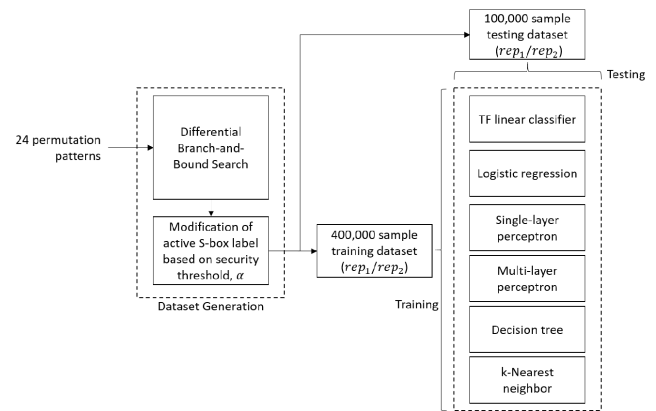 100,000 sample
testing dataset
(rep₁/rep₂)
Testing
24 permutation
patterns
Differential
Branch-and-
Bound Search
Modification of
active S-box label
based on security
threshold, α
Dataset Generation
400,000 sample
training dataset
(rep₁/rep₂)
Training
TF linear classifier
Logistic regression
Single-layer
perceptron
Multi-layer
perceptron
Decision tree
k-Nearest
neighbor